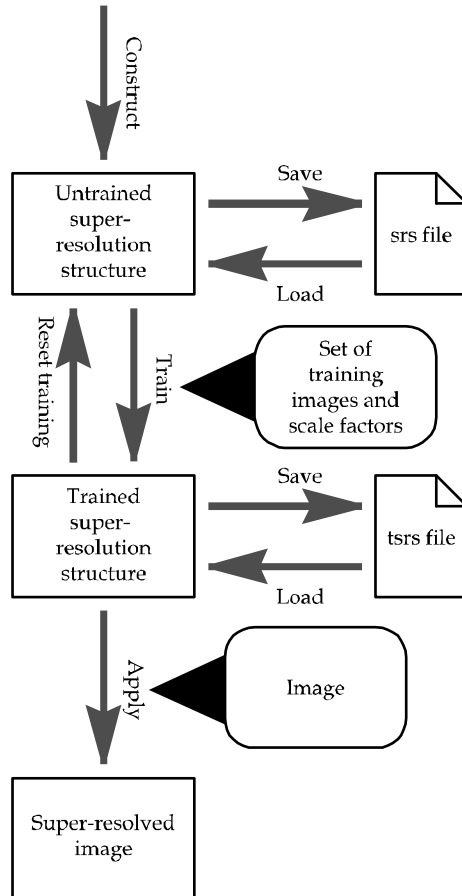 Construct
Untrained
super-
resolution
structure
Save
srs file
Load
Reset training
Train
Set of
training
images and
scale factors
Trained
super-
resolution
structure
Save
tsrs file
Load
Apply
Image
Super-resolved
image